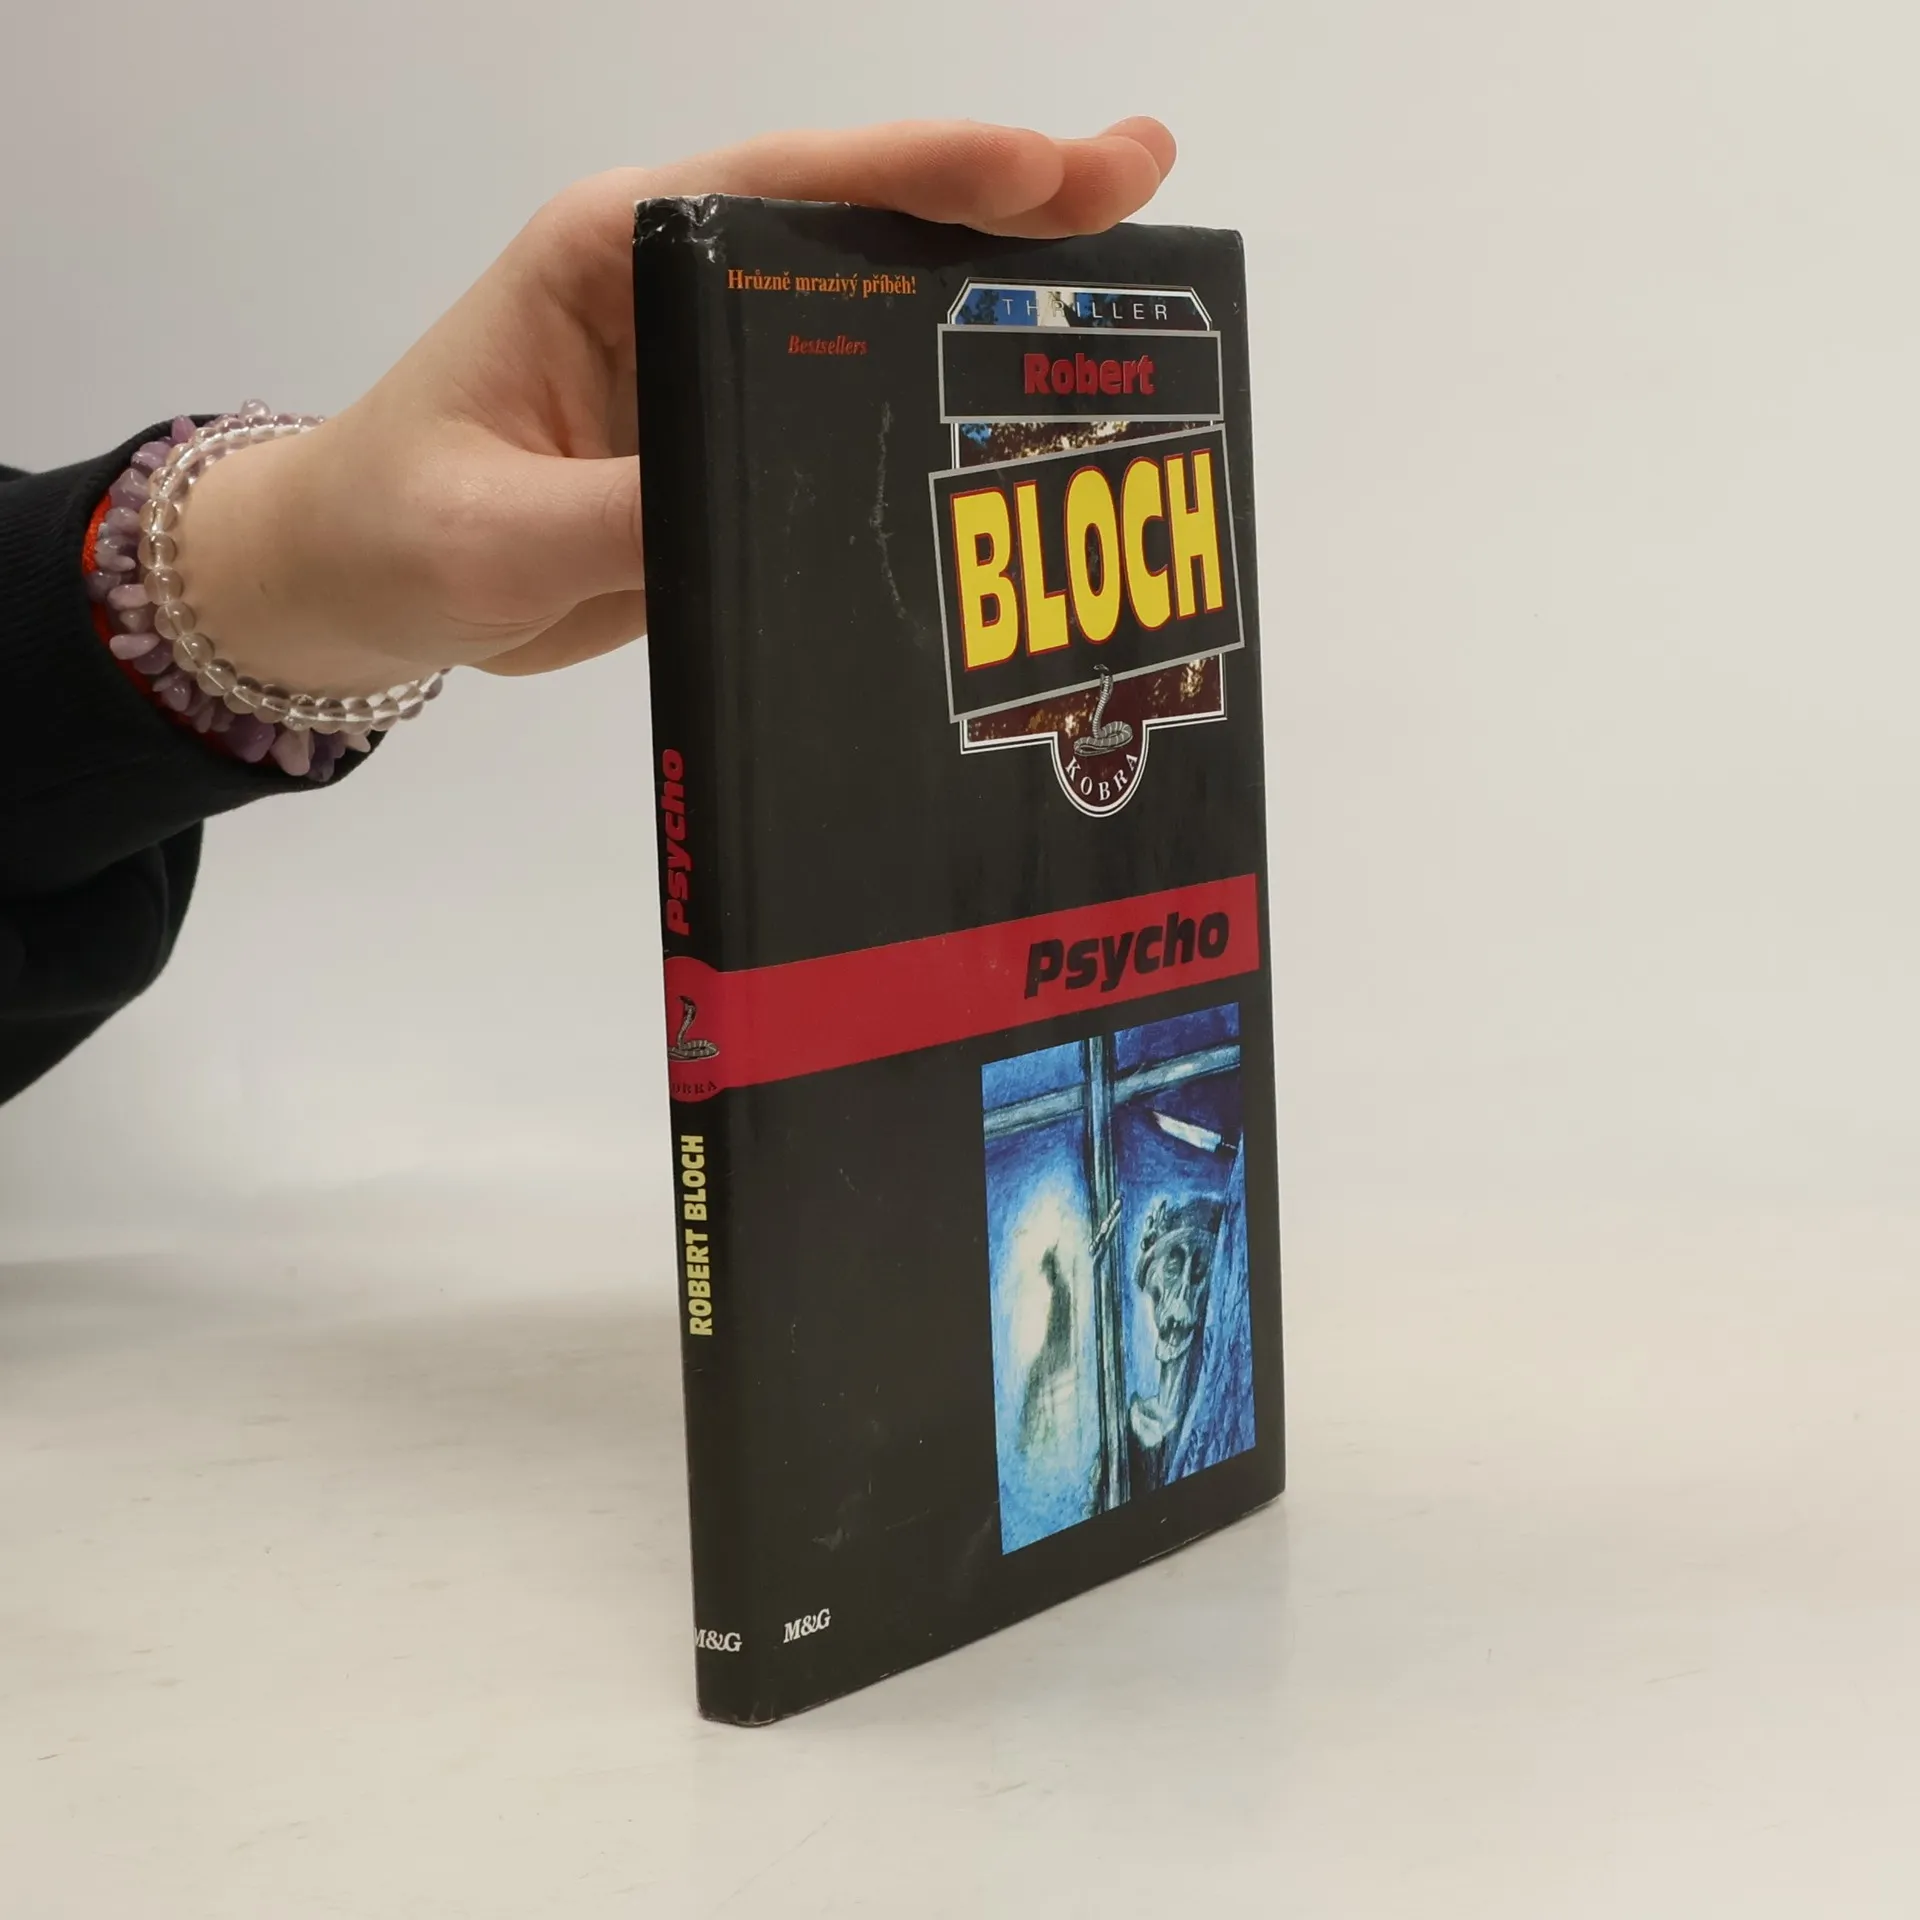 Hrůzně mrazivý příběh!
Bestsellers
THRILLER
Robert
BLOCH
KOBRA
Psycho
M&G
Psycho
KOBRA
ROBERT BLOCH
M&G